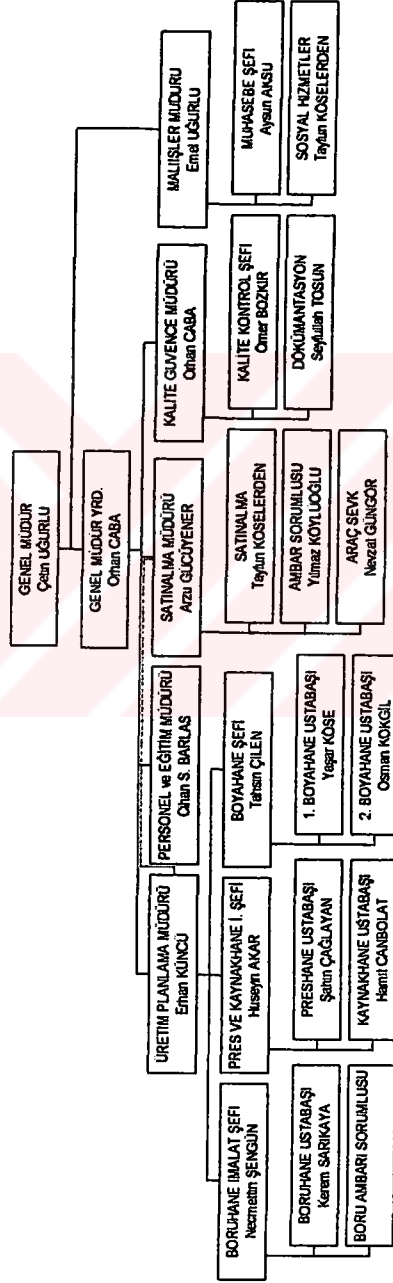 GENEL MÜDÜR
Çetin UĞURLU
GENEL MÜDÜR YRD.
Orhan CABA
ÜRETİM PLANLAMA MÜDÜRÜ
Erhan KÜNCÜ
PERSONEL ve EĞİTİM MÜDÜRÜ
Cihan S. BARLAS
SATINALMA MÜDÜRÜ
Arzu GÜCÜYENER
KALİTE GÜVENCE MÜDÜRÜ
Orhan CABA
MALİ İŞLER MÜDÜRÜ
Emel UĞURLU
BORUHANE İMALAT ŞEFİ
Necmettin ŞENGÜN
BORUHANE USTABAŞI
Kerem SARIKAYA
BORU AMBARI SORUMLUSU
PRES VE KAYNAKHANE İ. ŞEFİ
Hüseyin AKAR
PRESHANE USTABAŞI
Şahin ÇAĞLAYAN
KAYNAKHANE USTABAŞI
Hamit CANBOLAT
BOYAHANE ŞEFİ
Tahsin ÇİLEN
1. BOYAHANE USTABAŞI
Yaşar KÖSE
2. BOYAHANE USTABAŞI
Osman KÖKGİL
SATINALMA
Tayfun KÖSELERDEN
AMBAR SORUMLUSU
Yılmaz KÖYLÜOĞLU
ARAÇ SEVK
Nevzat GÜNGÖR
KALİTE KONTROL ŞEFİ
Ömer BOZKIR
DOKÜMANTASYON
Seyfullah TOSUN
MUHASEBE ŞEFİ
Aysun AKSU
SOSYAL HİZMETLER
Tayfun KÖSELERDEN